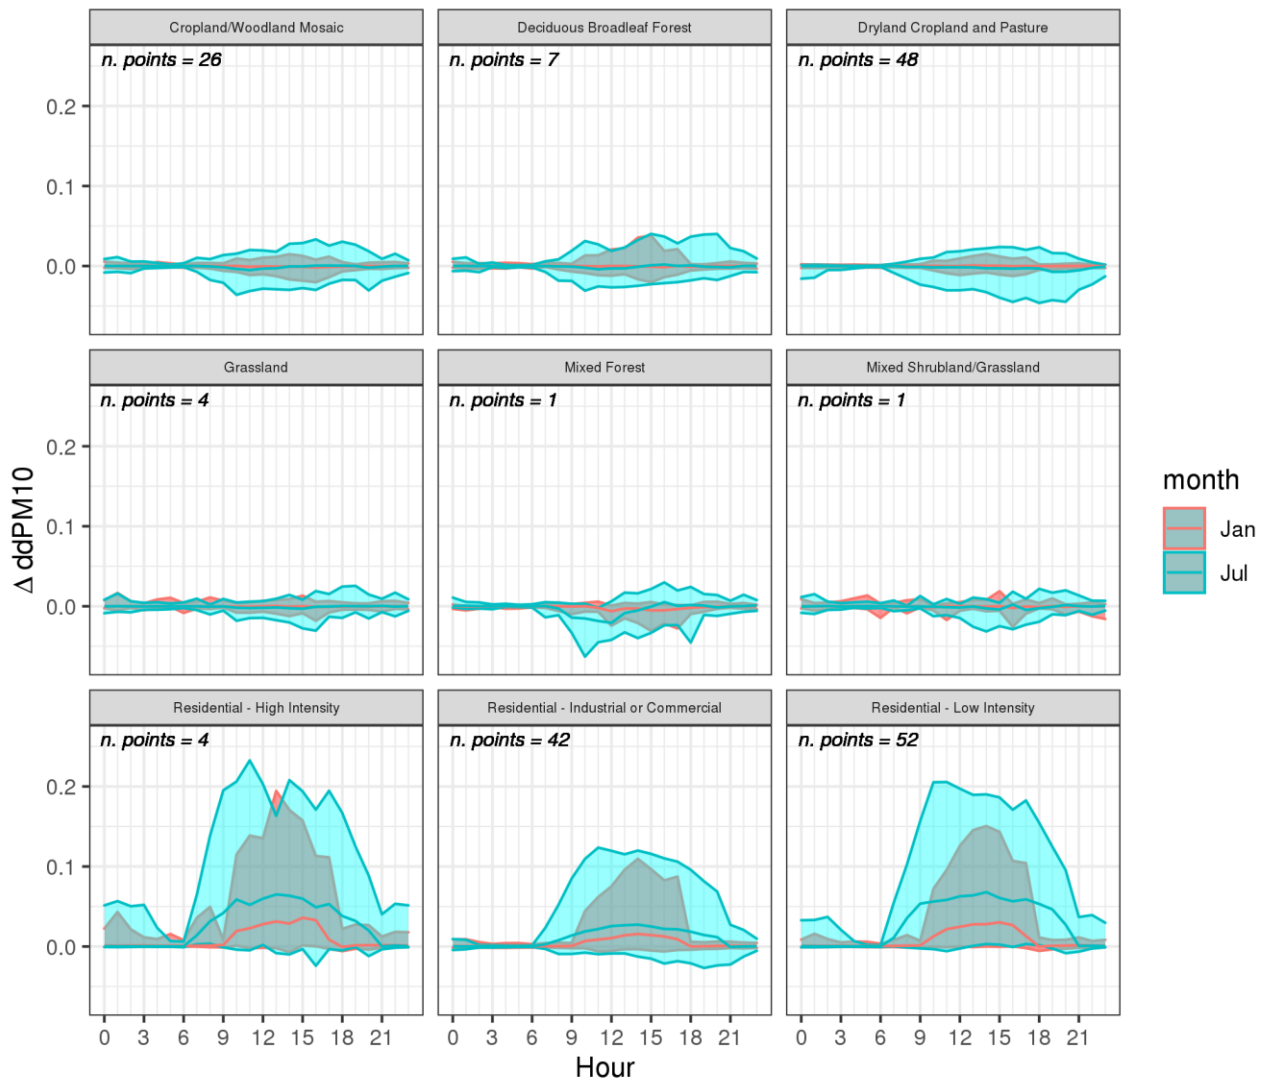 Cropland/Woodland Mosaic
Deciduous Broadleaf Forest
Dryland Cropland and Pasture
n. points = 26
n. points = 7
n. points = 48
0.2
0.1
0.0
Grassland
Mixed Forest
Mixed Shrubland/Grassland
n. points = 4
n. points = 1
n. points = 1
0.2
0.1
0.0
Δ ddPM10
month
Jan
Jul
Residential - High Intensity
Residential - Industrial or Commercial
Residential - Low Intensity
n. points = 4
n. points = 42
n. points = 52
0.2
0.1
0.0
0 3 6 9 12 15 18 21
0 3 6 9 12 15 18 21
0 3 6 9 12 15 18 21
Hour